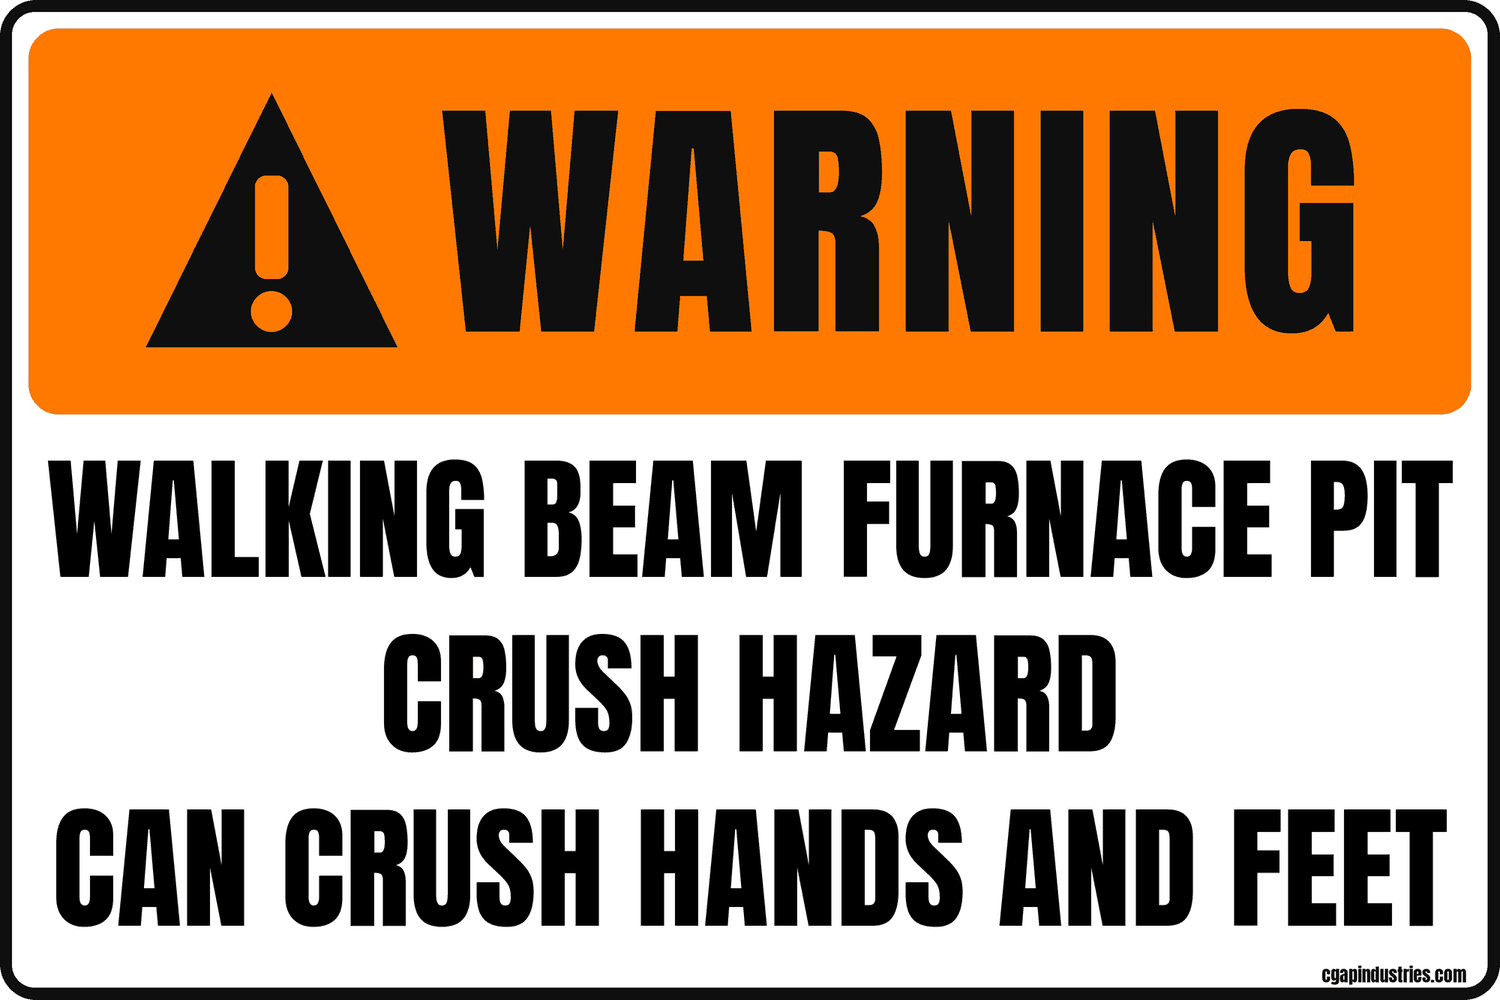 WARNING
WALKING BEAM FURNACE PIT
CRUSH HAZARD
CAN CRUSH HANDS AND FEET
cgapindustries.com